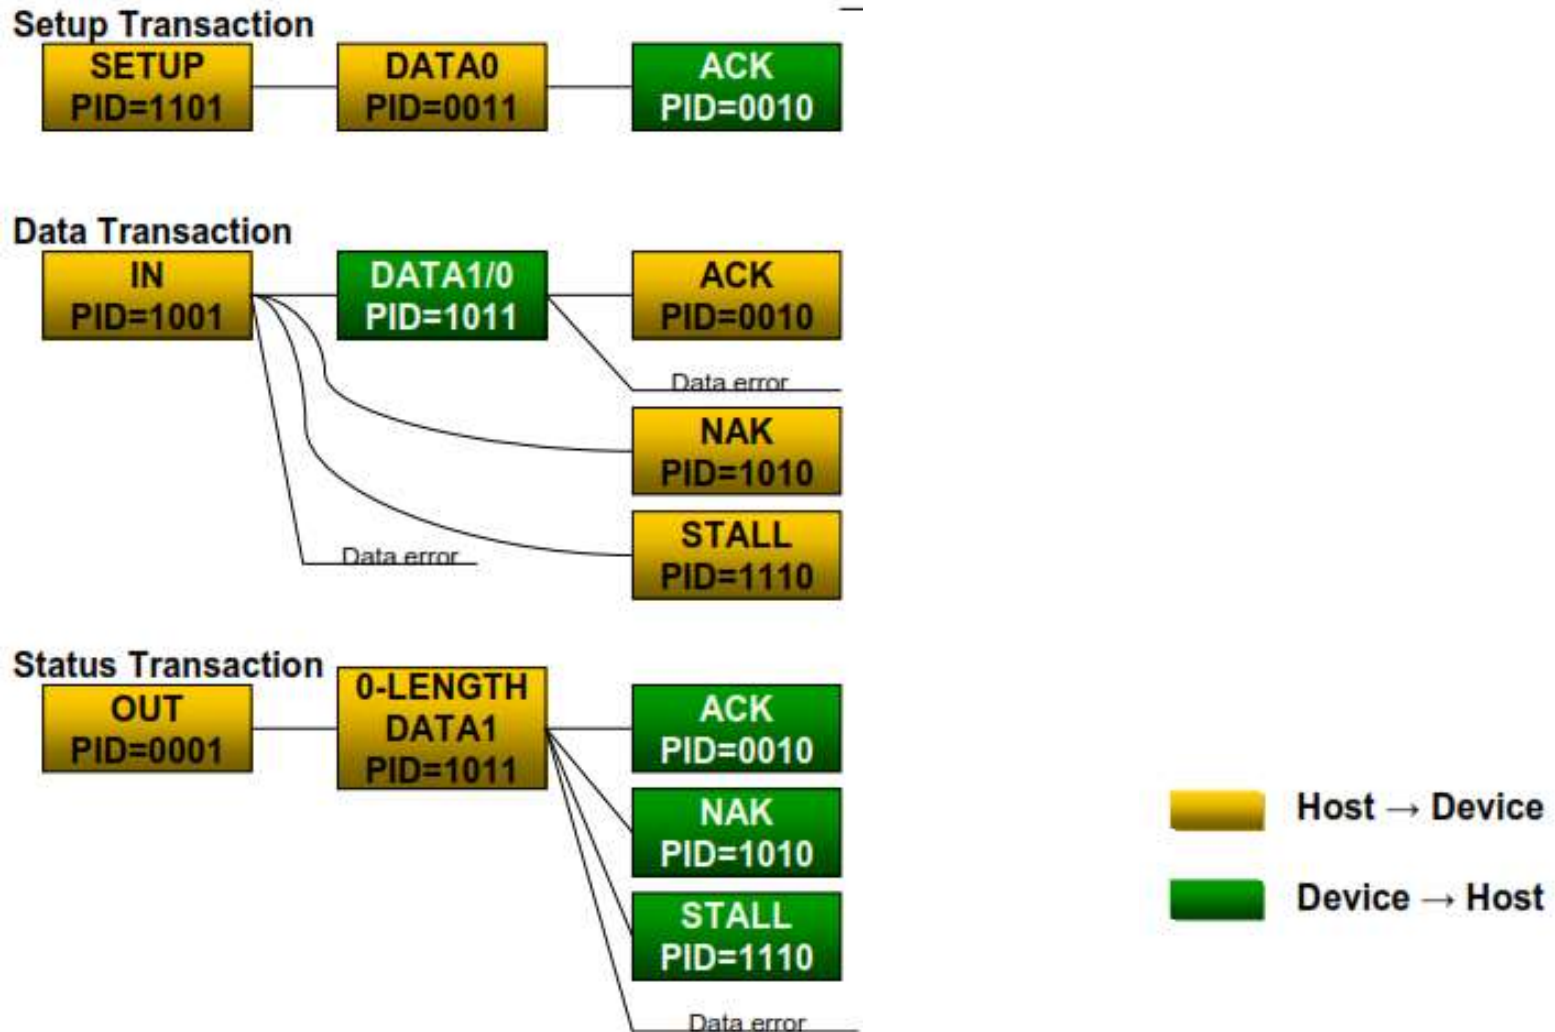 Setup Transaction
SETUP
PID=1101
DATA0
PID=0011
ACK
PID=0010
Data Transaction
IN
PID=1001
DATA1/0
PID=1011
ACK
PID=0010
Data error
NAK
PID=1010
STALL
PID=1110
Data error
Status Transaction
OUT
PID=0001
0-LENGTH
DATA1
PID=1011
ACK
PID=0010
NAK
PID=1010
STALL
PID=1110
Data error
Host → Device
Device → Host